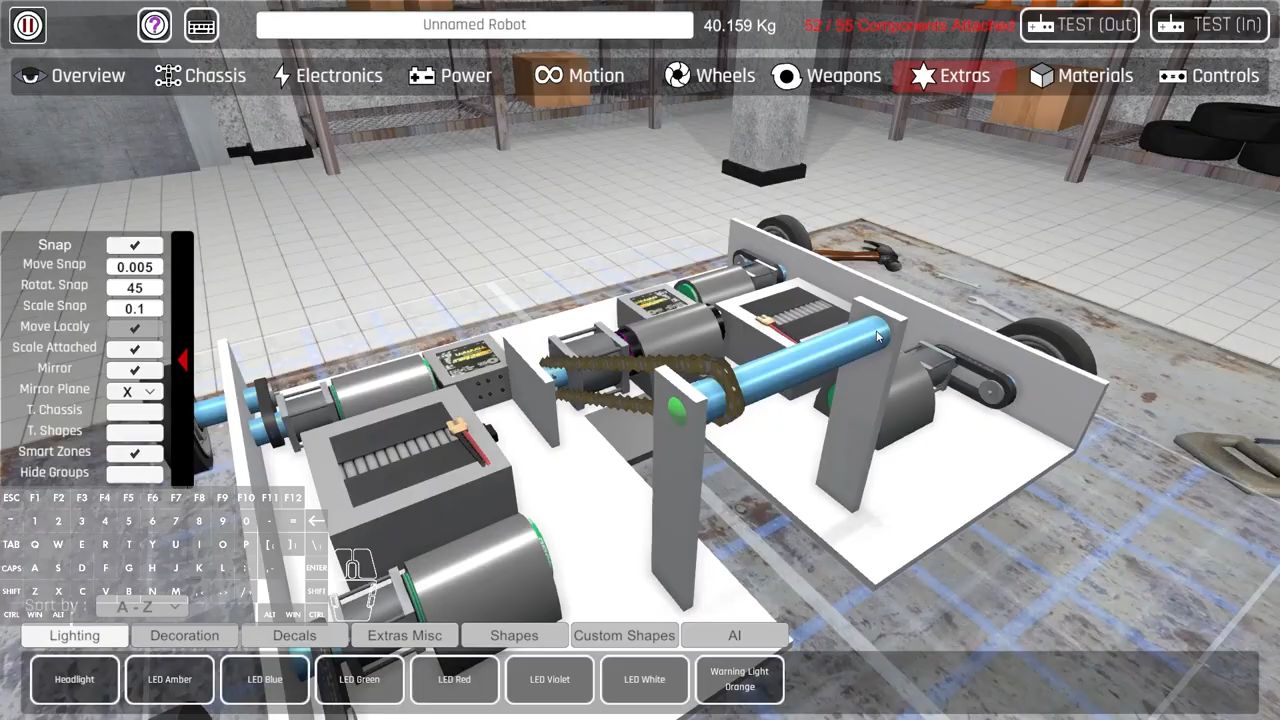 Unnamed Robot
40.159 Kg
52 / 55 Components Attached
TEST (Out)
TEST (In)
Overview
Chassis
Electronics
Power
Motion
Wheels
Weapons
Extras
Materials
Controls
Snap
Move Snap 0.005
Rotat. Snap 45
Scale Snap 0.1
Move Localy
Scale Attached
Mirror
Mirror Plane X
T. Chassis
T. Shapes
Smart Zones
Hide Groups
ESC F1 F2 F3 F4 F5 F6 F7 F8 F9 F10 F11 F12
~ 1 2 3 4 5 6 7 8 9 0 - =
TAB Q W E R T Y U I O P [ ] \
CAPS A S D F G H J K L ; ENTER
SHIFT Z X C V B N M , . / SHIFT
CTRL WIN ALT ALT WIN CTRL
Sort by : A - Z
Lighting
Decoration
Decals
Extras Misc
Shapes
Custom Shapes
AI
Headlight
LED Amber
LED Blue
LED Green
LED Red
LED Violet
LED White
Warning Light
Orange